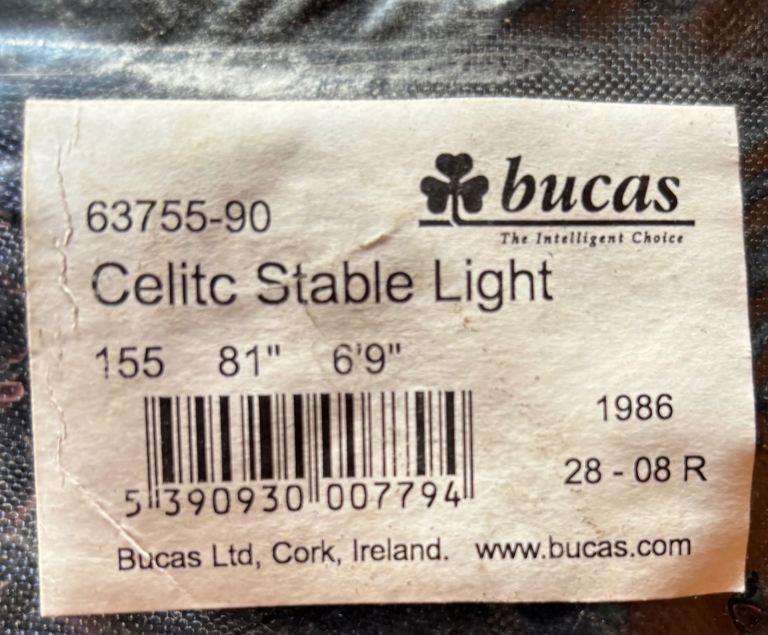 bucas
The Intelligent Choice
63755-90
Celitc Stable Light
155 81" 6'9"
1986
28 - 08 R
5 390930 007794
Bucas Ltd, Cork, Ireland. www.bucas.com